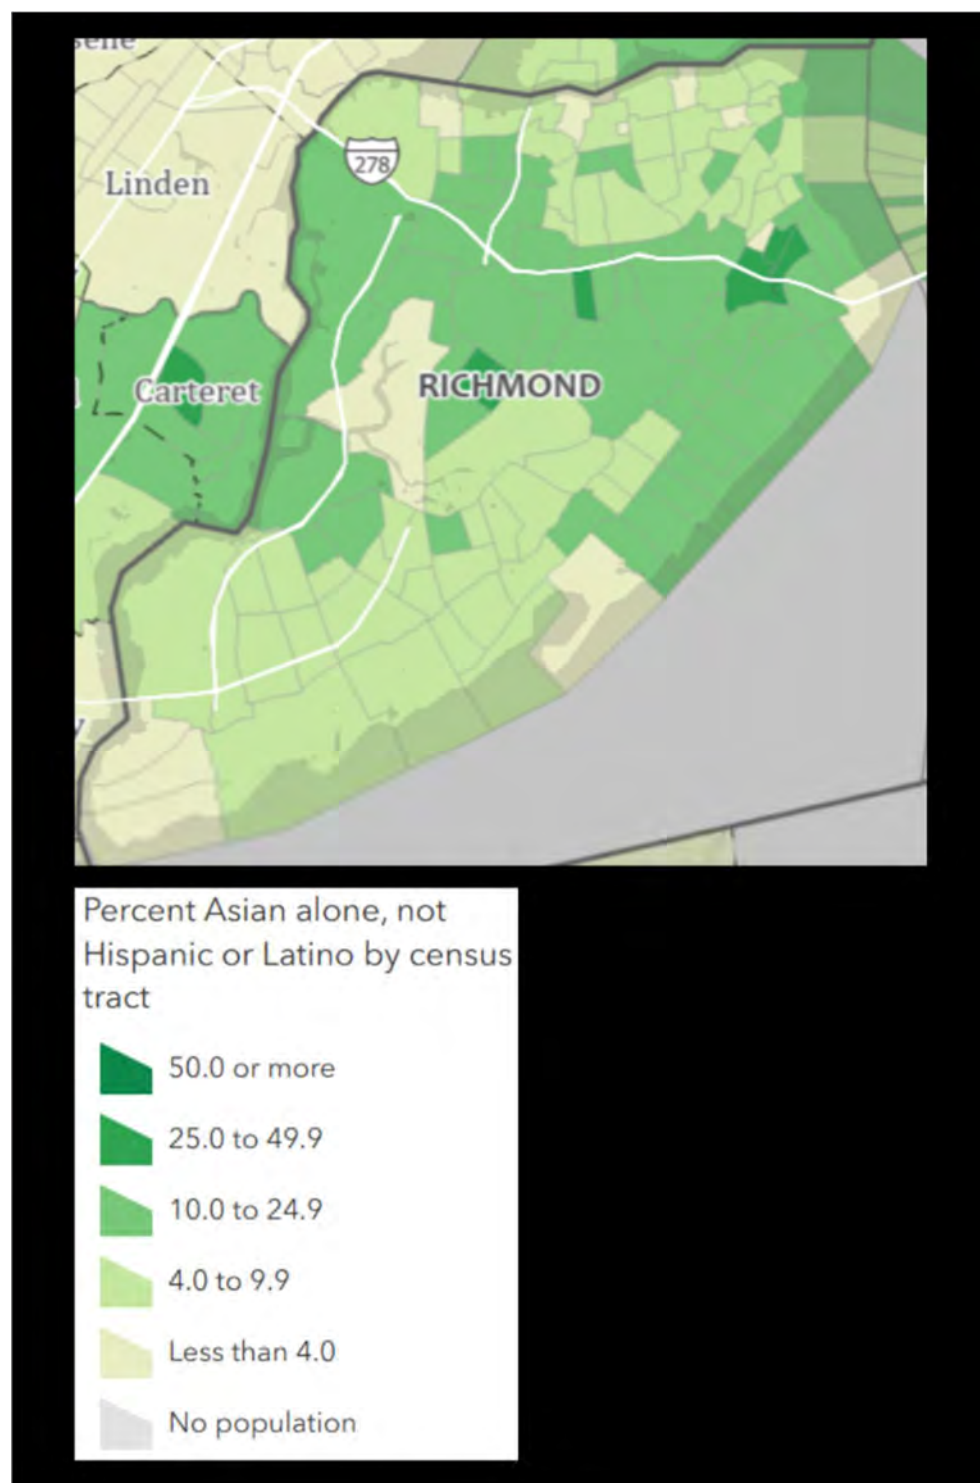 Linden
278
Carteret
RICHMOND
Percent Asian alone, not
Hispanic or Latino by census
tract
50.0 or more
25.0 to 49.9
10.0 to 24.9
4.0 to 9.9
Less than 4.0
No population